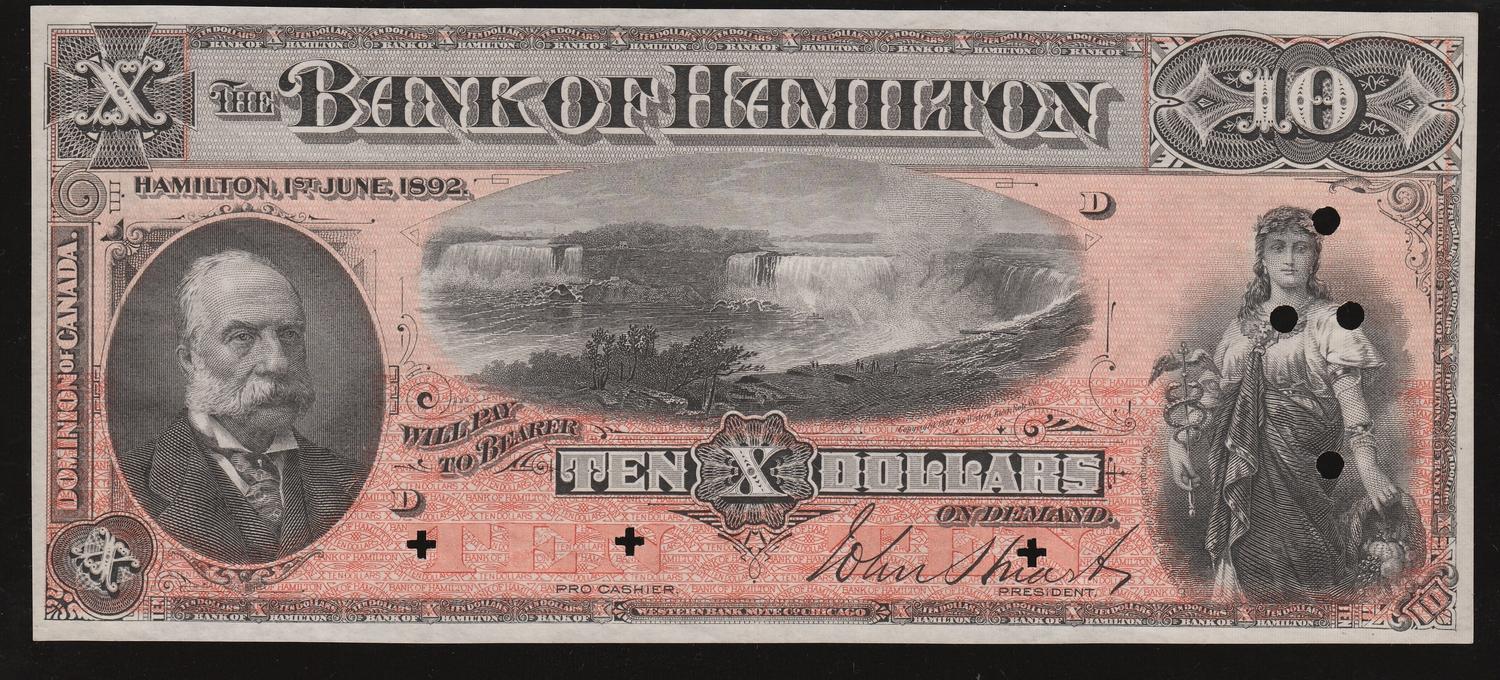 X THE BANK OF HAMILTON 10
HAMILTON, 1ST JUNE, 1892.
D
DOMINION OF CANADA.
C
WILL PAY
TO BEARER
TEN X DOLLARS
D
ON DEMAND.
John Stuart
PRO CASHIER.
PRESIDENT.
X
WESTERN BANK NOTE CO. CHICAGO
10